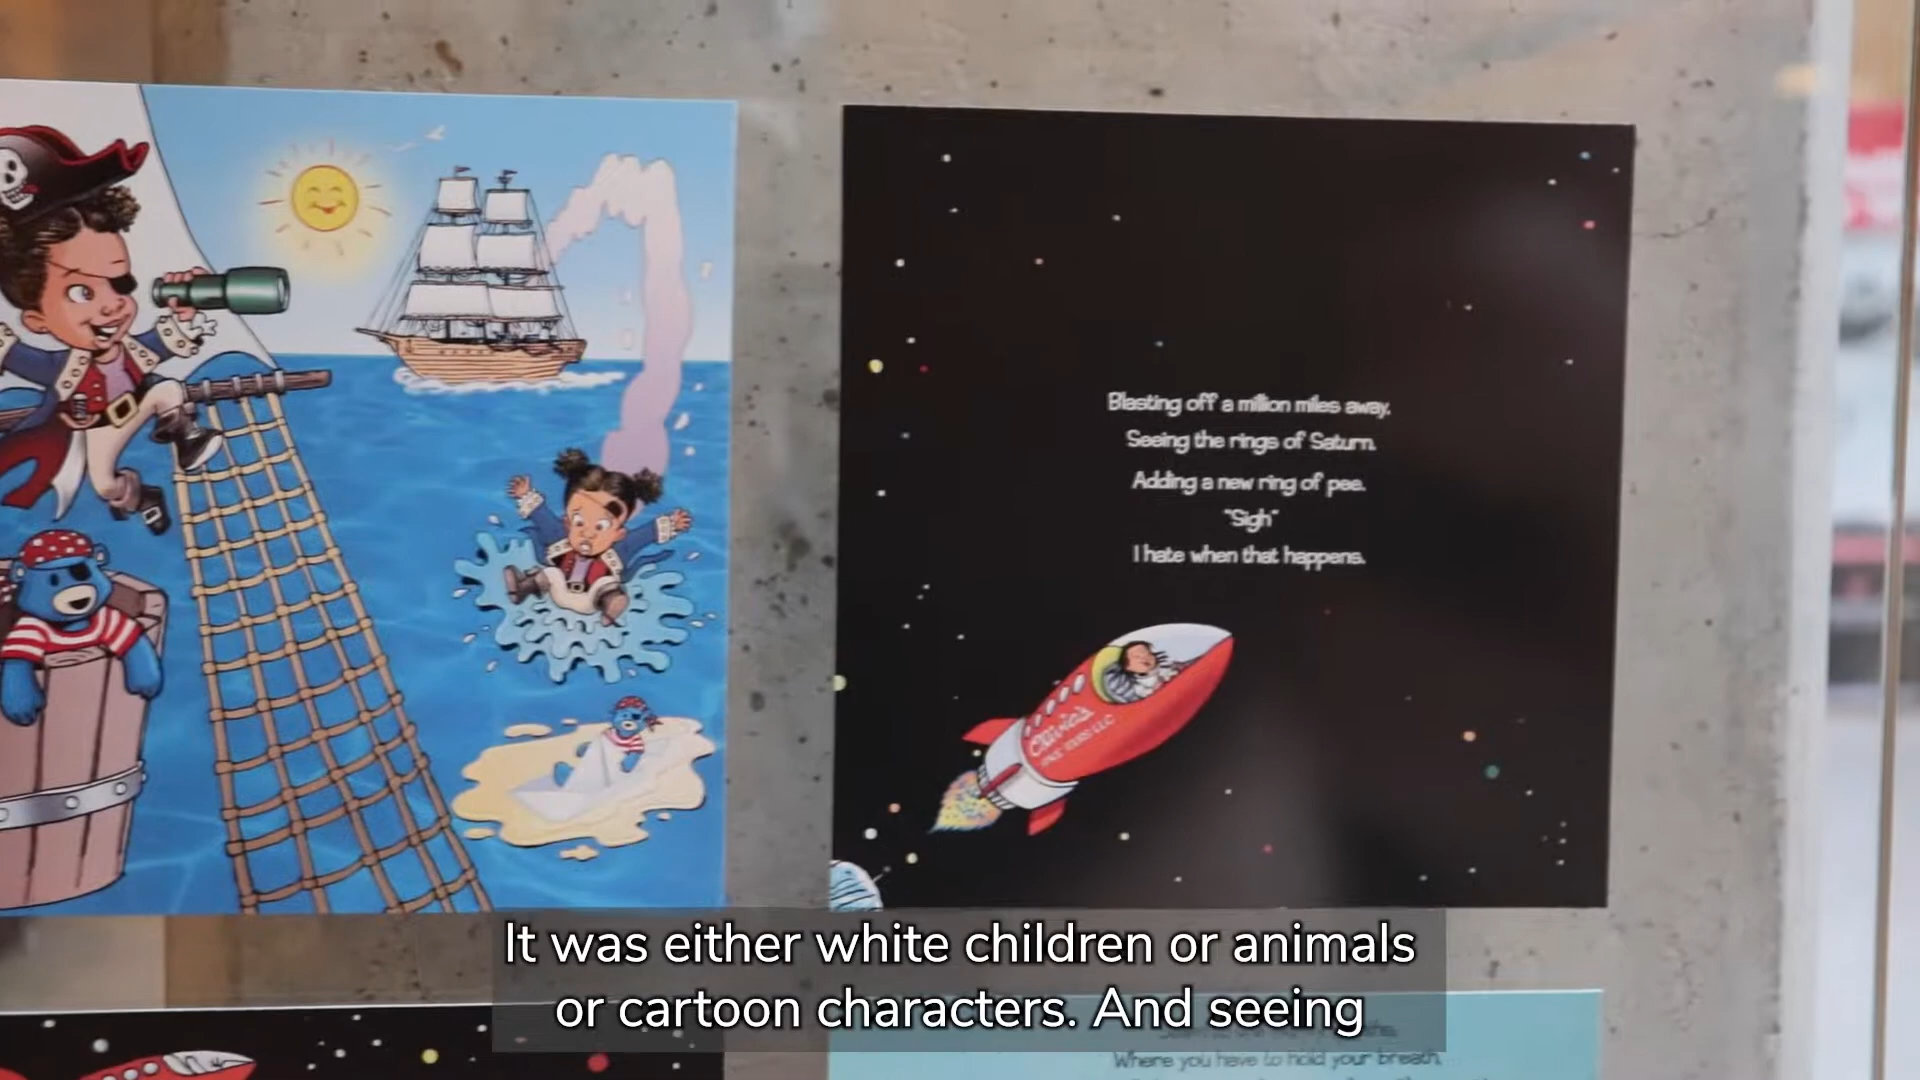 Blasting off a million miles away.
Seeing the rings of Saturn.
Adding a new ring of pee.
"Sigh"
I hate when that happens.
Olivia's
It was either white children or animals
or cartoon characters. And seeing
Where you have to hold your breath,